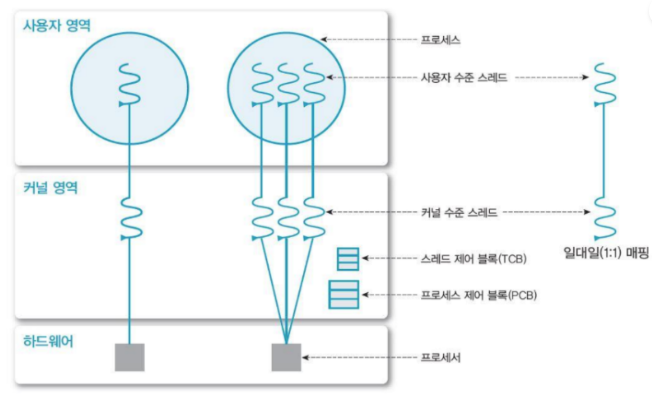 사용자 영역
프로세스
사용자 수준 스레드
커널 영역
커널 수준 스레드
스레드 제어 블록(TCB)
프로세스 제어 블록(PCB)
일대일(1:1) 매핑
하드웨어
프로세서